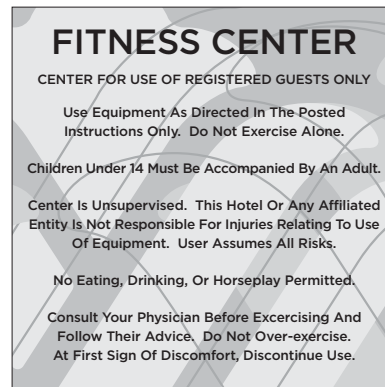 FITNESS CENTER
CENTER FOR USE OF REGISTERED GUESTS ONLY
Use Equipment As Directed In The Posted
Instructions Only. Do Not Exercise Alone.
Children Under 14 Must Be Accompanied By An Adult.
Center Is Unsupervised. This Hotel Or Any Affiliated
Entity Is Not Responsible For Injuries Relating To Use
Of Equipment. User Assumes All Risks.
No Eating, Drinking, Or Horseplay Permitted.
Consult Your Physician Before Excercising And
Follow Their Advice. Do Not Over-exercise.
At First Sign Of Discomfort, Discontinue Use.